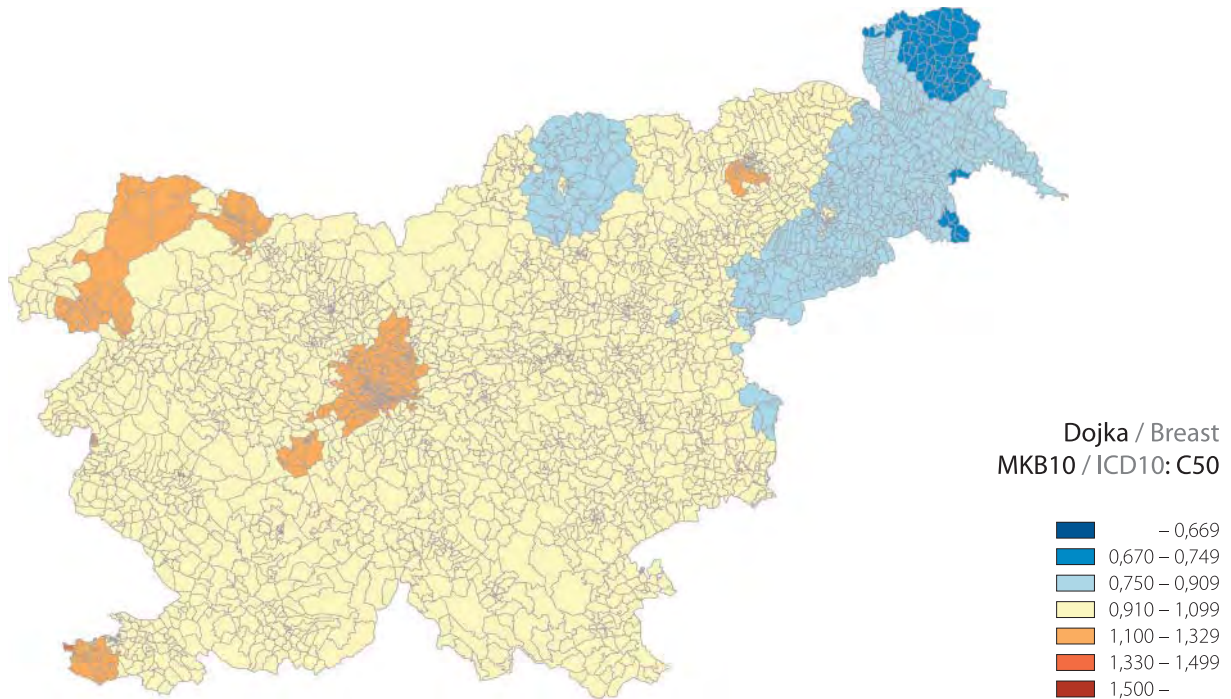 Dojka / Breast
MKB10 / ICD10: C50
– 0,669
0,670 – 0,749
0,750 – 0,909
0,910 – 1,099
1,100 – 1,329
1,330 – 1,499
1,500 –